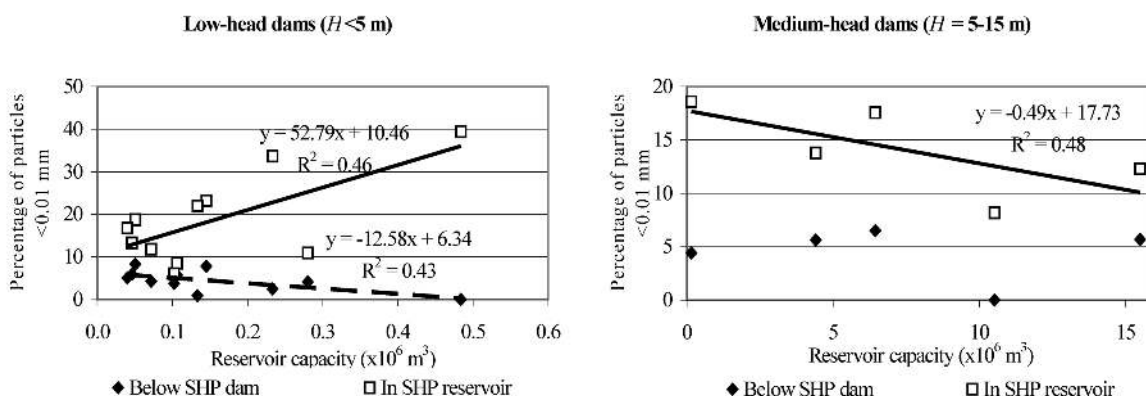 Low-head dams (H <5 m)
Percentage of particles
<0.01 mm
50
40
30
20
10
0
y = 52.79x + 10.46
R² = 0.46
y = -12.58x + 6.34
R² = 0.43
0.0 0.1 0.2 0.3 0.4 0.5 0.6
Reservoir capacity (x10⁶ m³)
◆ Below SHP dam □ In SHP reservoir
Medium-head dams (H = 5-15 m)
Percentage of particles
<0.01 mm
20
15
10
5
0
y = -0.49x + 17.73
R² = 0.48
0 5 10 15
Reservoir capacity (x10⁶ m³)
◆ Below SHP dam □ In SHP reservoir